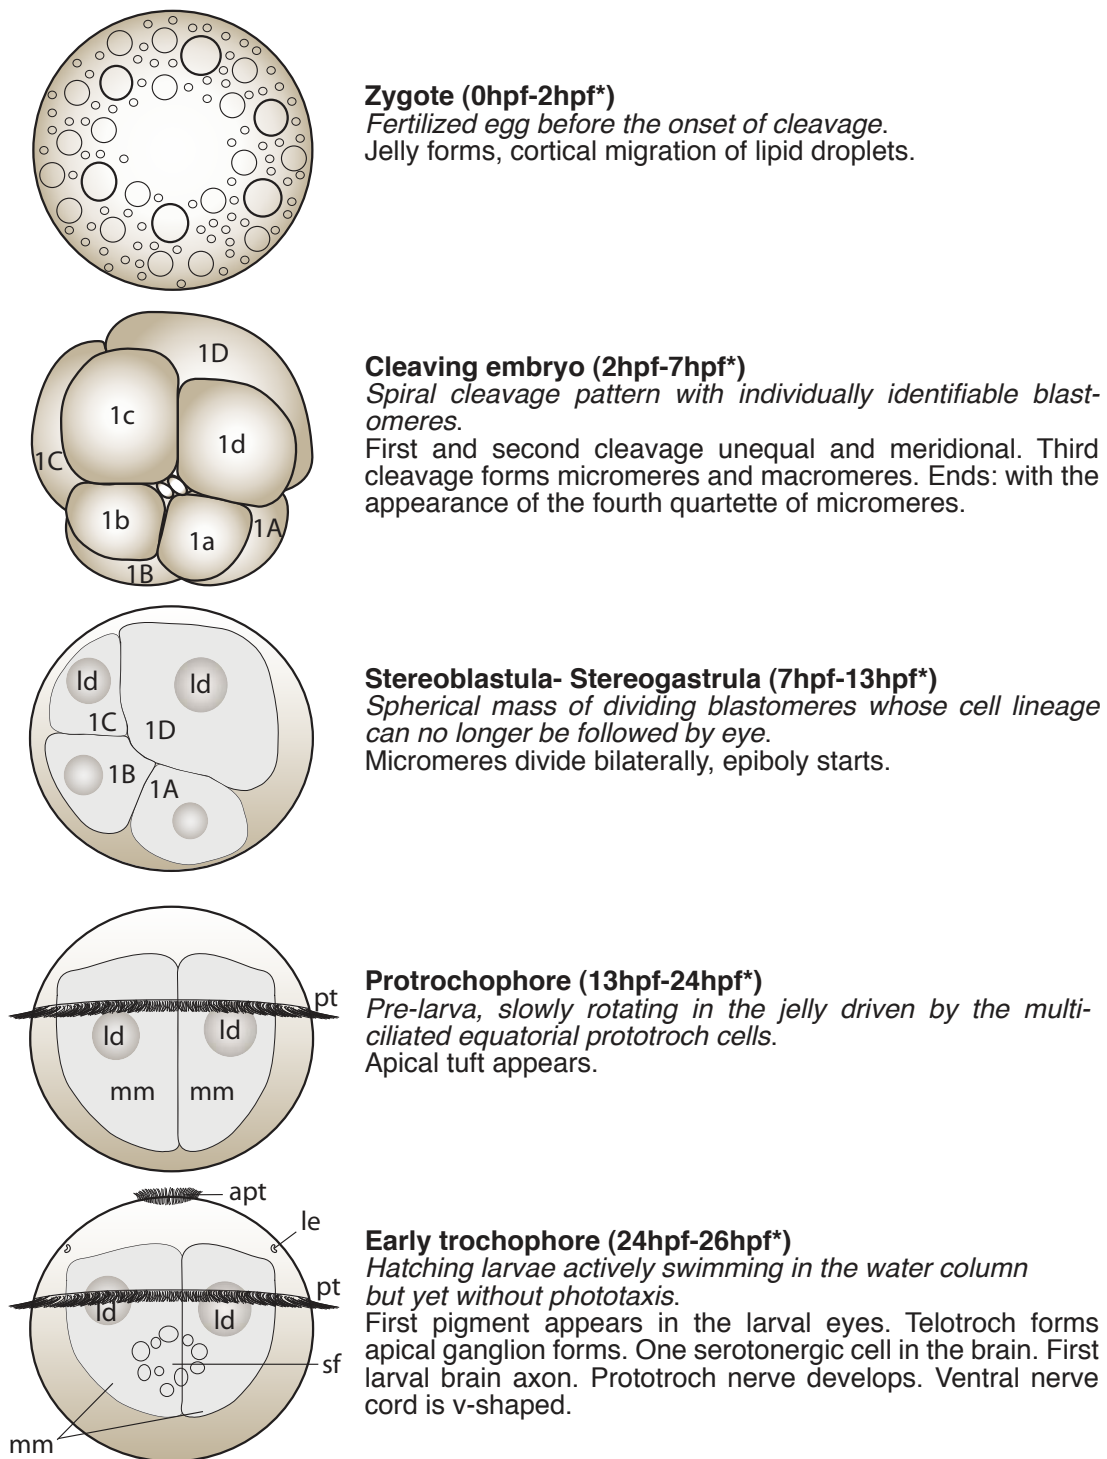 Zygote (0hpf-2hpf*)
Fertilized egg before the onset of cleavage.
Jelly forms, cortical migration of lipid droplets.
1D
1c
1d
1C
1b
1a
1A
1B
Cleaving embryo (2hpf-7hpf*)
Spiral cleavage pattern with individually identifiable blast-
omeres.
First and second cleavage unequal and meridional. Third
cleavage forms micromeres and macromeres. Ends: with the
appearance of the fourth quartette of micromeres.
ld
ld
1C
1D
1B
1A
Stereoblastula- Stereogastrula (7hpf-13hpf*)
Spherical mass of dividing blastomeres whose cell lineage
can no longer be followed by eye.
Micromeres divide bilaterally, epiboly starts.
pt
ld
ld
mm
mm
Protrochophore (13hpf-24hpf*)
Pre-larva, slowly rotating in the jelly driven by the multi-
ciliated equatorial prototroch cells.
Apical tuft appears.
apt
le
pt
ld
ld
sf
mm
Early trochophore (24hpf-26hpf*)
Hatching larvae actively swimming in the water column
but yet without phototaxis.
First pigment appears in the larval eyes. Telotroch forms
apical ganglion forms. One serotonergic cell in the brain. First
larval brain axon. Prototroch nerve develops. Ventral nerve
cord is v-shaped.